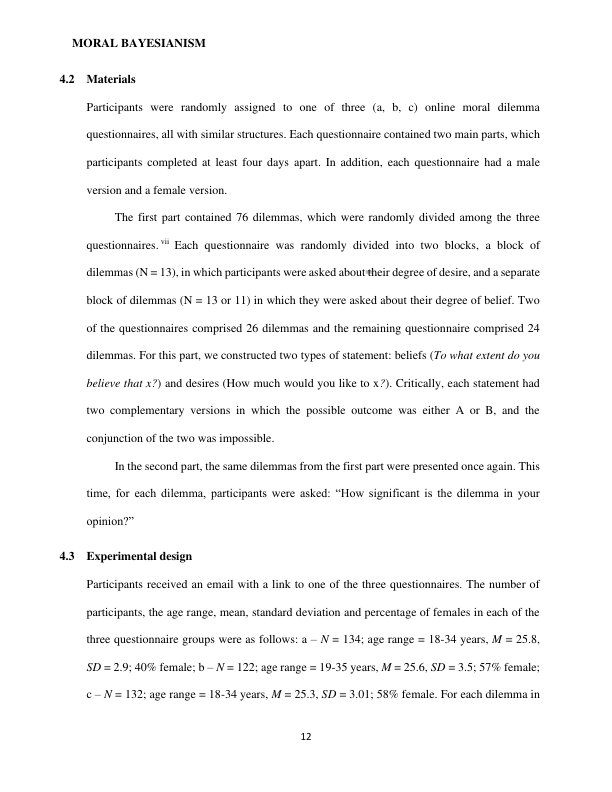 MORAL BAYESIANISM
4.2 Materials
Participants were randomly assigned to one of three (a, b, c) online moral dilemma
questionnaires, all with similar structures. Each questionnaire contained two main parts, which
participants completed at least four days apart. In addition, each questionnaire had a male
version and a female version.
The first part contained 76 dilemmas, which were randomly divided among the three
questionnaires. vii Each questionnaire was randomly divided into two blocks, a block of
dilemmas (N = 13), in which participants were asked about their degree of desire, and a separate
block of dilemmas (N = 13 or 11) in which they were asked about their degree of belief. Two
of the questionnaires comprised 26 dilemmas and the remaining questionnaire comprised 24
dilemmas. For this part, we constructed two types of statement: beliefs (To what extent do you
believe that x?) and desires (How much would you like to x?). Critically, each statement had
two complementary versions in which the possible outcome was either A or B, and the
conjunction of the two was impossible.
In the second part, the same dilemmas from the first part were presented once again. This
time, for each dilemma, participants were asked: “How significant is the dilemma in your
opinion?”
4.3 Experimental design
Participants received an email with a link to one of the three questionnaires. The number of
participants, the age range, mean, standard deviation and percentage of females in each of the
three questionnaire groups were as follows: a – N = 134; age range = 18-34 years, M = 25.8,
SD = 2.9; 40% female; b – N = 122; age range = 19-35 years, M = 25.6, SD = 3.5; 57% female;
c – N = 132; age range = 18-34 years, M = 25.3, SD = 3.01; 58% female. For each dilemma in
12